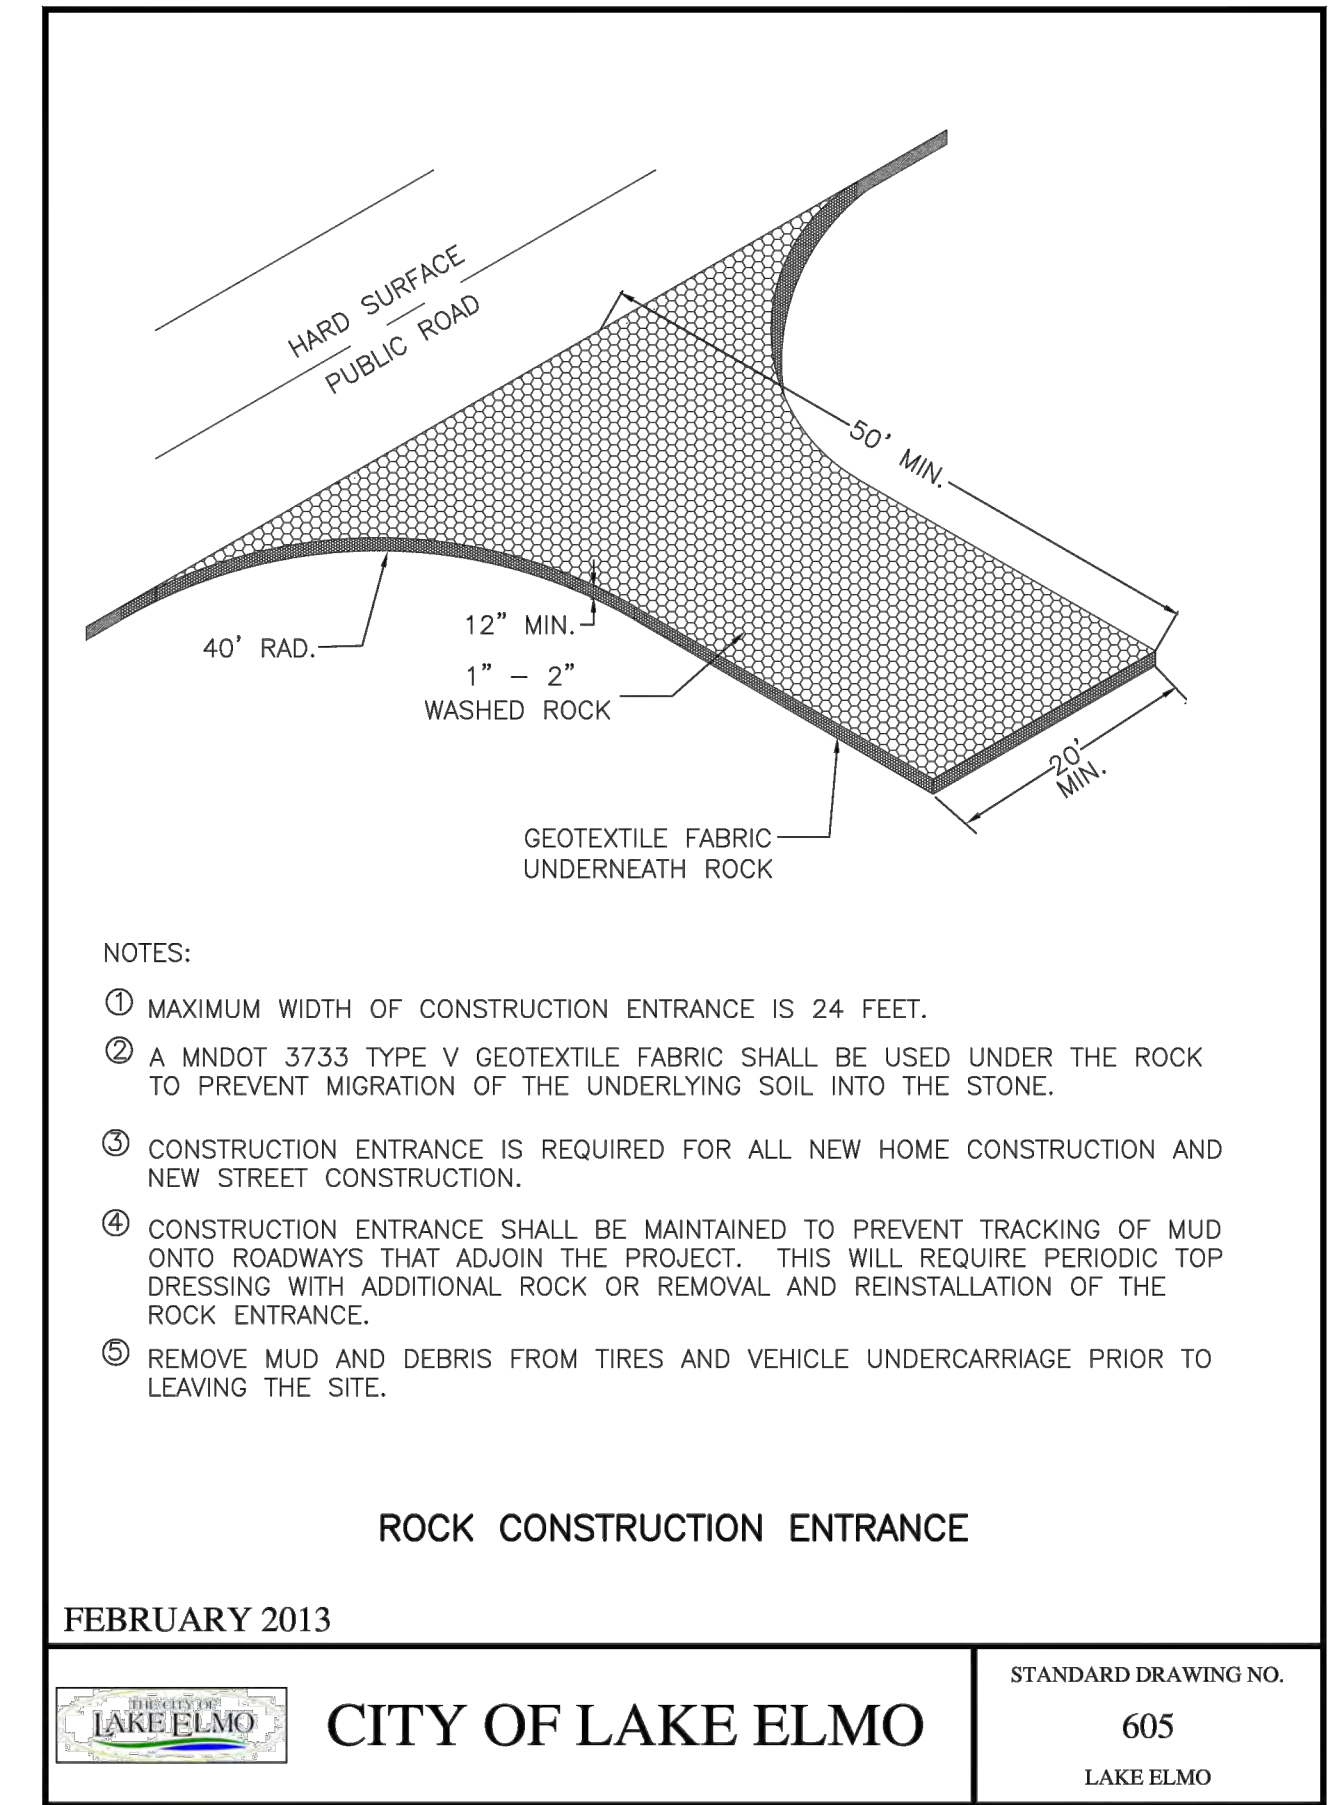 HARD SURFACE
PUBLIC ROAD
50' MIN.
12" MIN.
40' RAD.
1" – 2"
WASHED ROCK
20'
MIN.
GEOTEXTILE FABRIC
UNDERNEATH ROCK
NOTES:
① MAXIMUM WIDTH OF CONSTRUCTION ENTRANCE IS 24 FEET.
② A MNDOT 3733 TYPE V GEOTEXTILE FABRIC SHALL BE USED UNDER THE ROCK
TO PREVENT MIGRATION OF THE UNDERLYING SOIL INTO THE STONE.
③ CONSTRUCTION ENTRANCE IS REQUIRED FOR ALL NEW HOME CONSTRUCTION AND
NEW STREET CONSTRUCTION.
④ CONSTRUCTION ENTRANCE SHALL BE MAINTAINED TO PREVENT TRACKING OF MUD
ONTO ROADWAYS THAT ADJOIN THE PROJECT. THIS WILL REQUIRE PERIODIC TOP
DRESSING WITH ADDITIONAL ROCK OR REMOVAL AND REINSTALLATION OF THE
ROCK ENTRANCE.
⑤ REMOVE MUD AND DEBRIS FROM TIRES AND VEHICLE UNDERCARRIAGE PRIOR TO
LEAVING THE SITE.
ROCK CONSTRUCTION ENTRANCE
FEBRUARY 2013
THE CITY OF
LAKE ELMO
CITY OF LAKE ELMO
STANDARD DRAWING NO.
605
LAKE ELMO